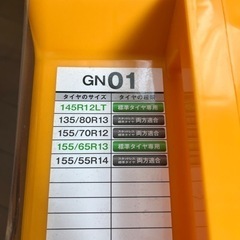 GN01
タイヤのサイズ タイヤの種類
145R12LT 標準タイヤ専用
135/80R13 両方適合
155/70R12 両方適合
155/65R13 標準タイヤ専用
155/55R14 両方適合